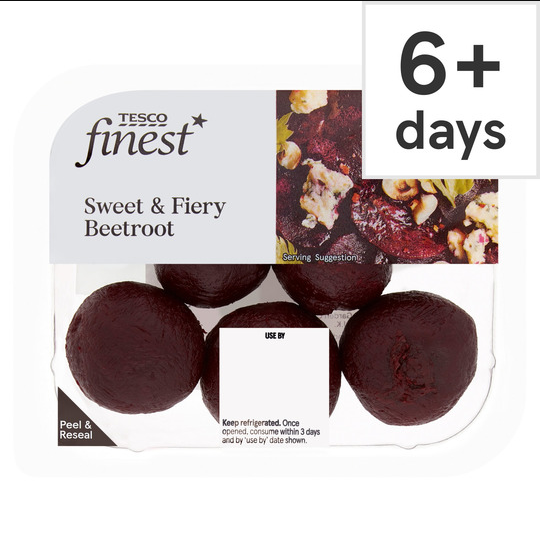 6+
days
TESCO
finest*
Sweet & Fiery
Beetroot
Serving Suggestion
USE BY
Keep refrigerated. Once
opened, consume within 3 days
and by 'use by' date shown.
Peel &
Reseal